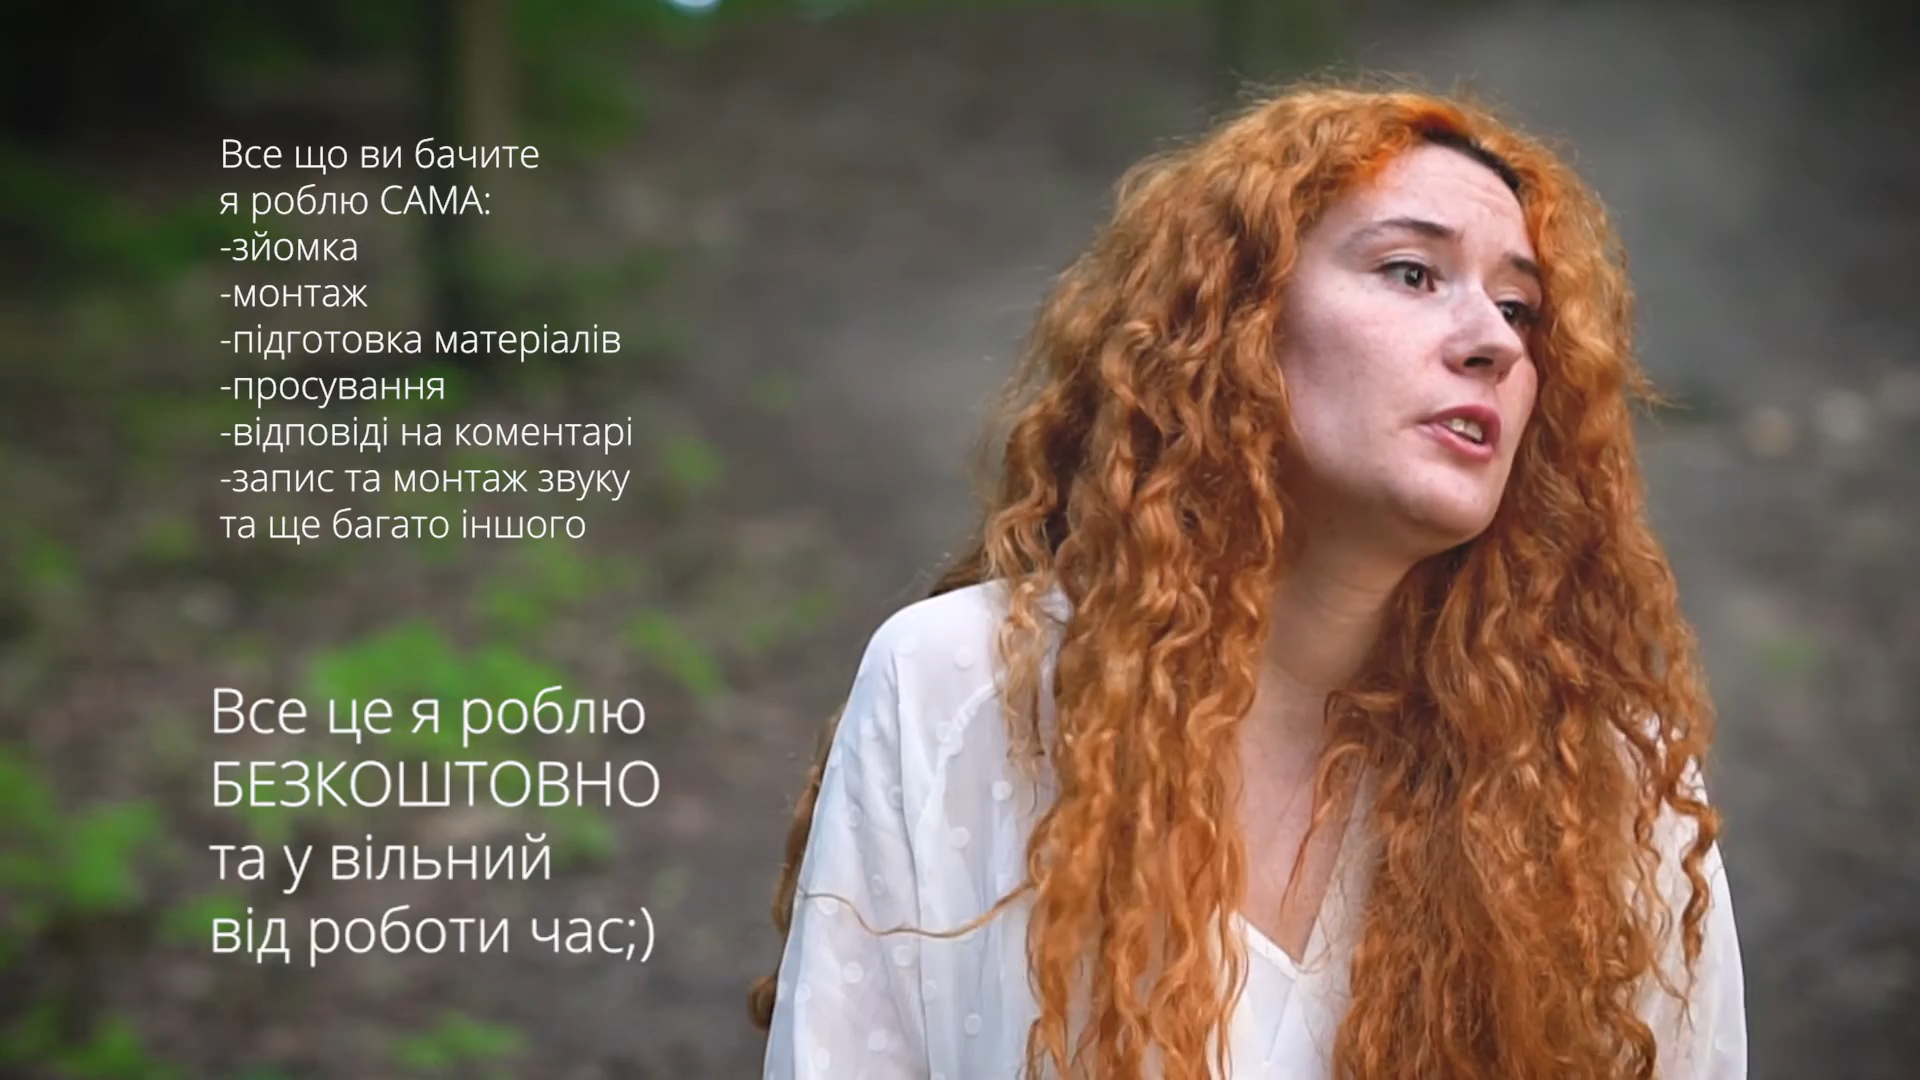 Все що ви бачите
я роблю САМА:
-зйомка
-монтаж
-підготовка матеріалів
-просування
-відповіді на коментарі
-запис та монтаж звуку
та ще багато іншого
Все це я роблю
БЕЗКОШТОВНО
та у вільний
від роботи час;)